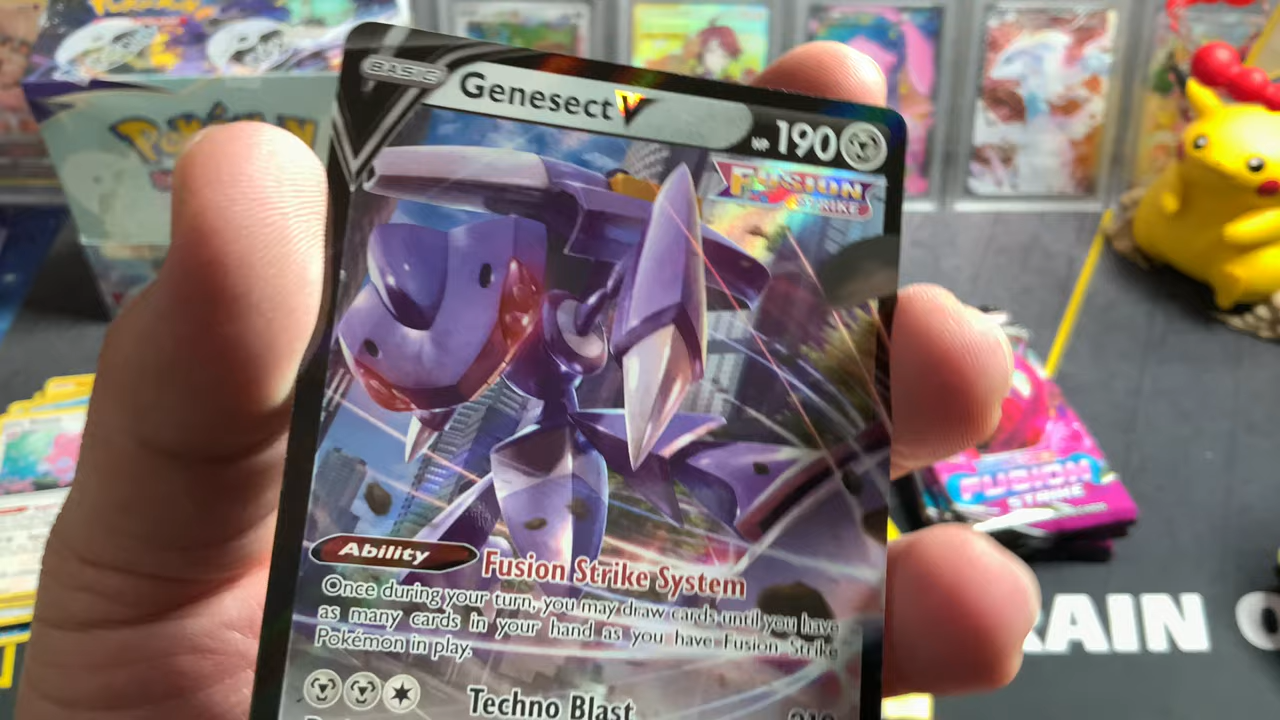 POKÉMON
BASIC
Genesect V
HP 190
FUSION
STRIKE
Ability Fusion Strike System
Once during your turn, you may draw cards until you have
as many cards in your hand as you have Fusion Strike
Pokémon in play.
Techno Blast
210
FUSION
STRIKE
RAIN